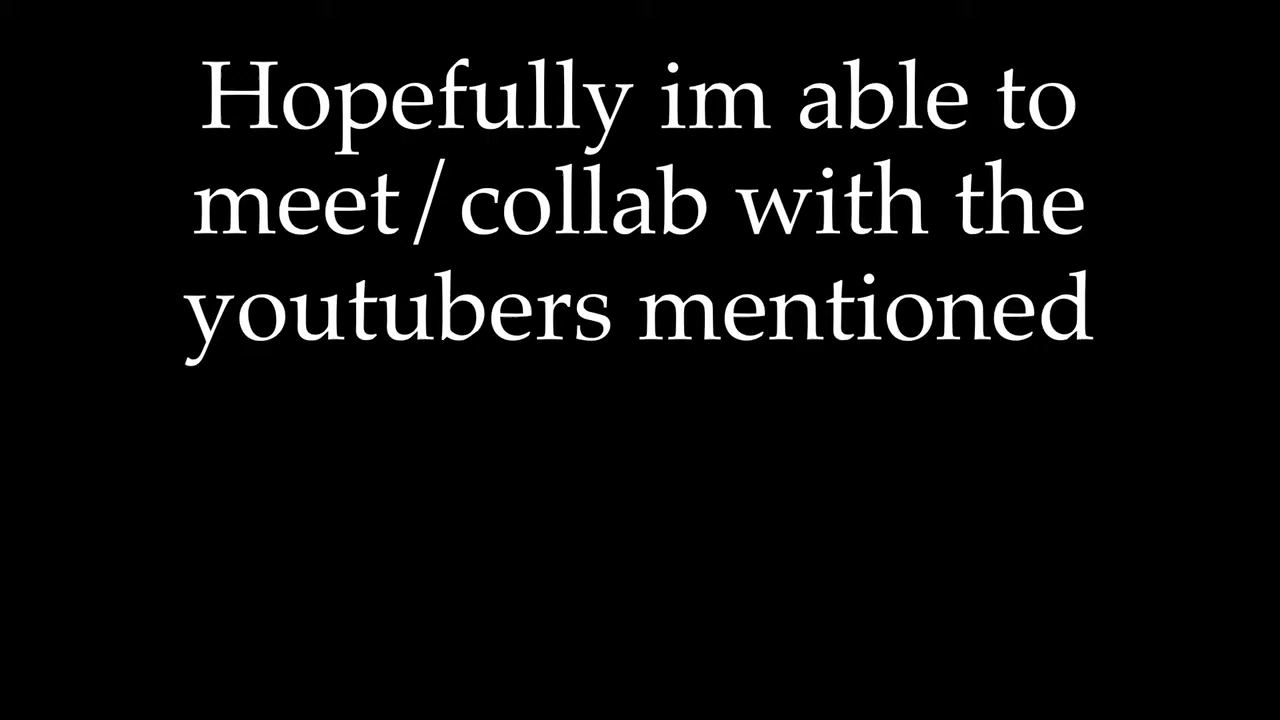 Hopefully im able to
meet/collab with the
youtubers mentioned